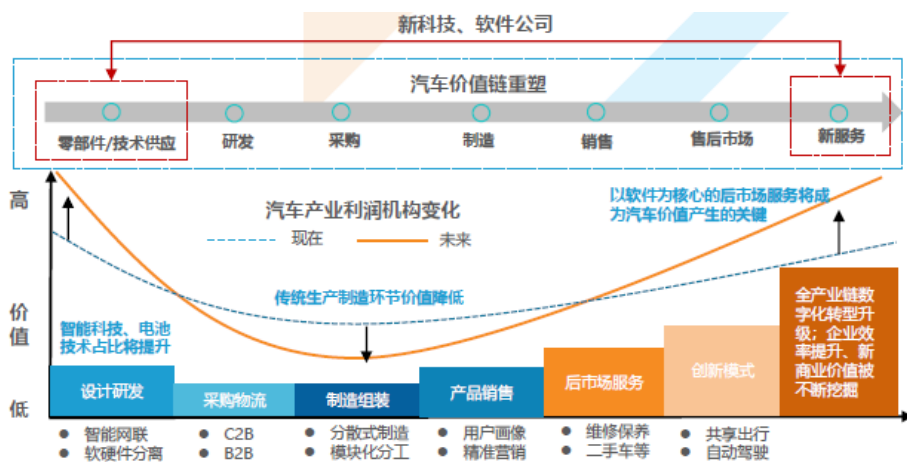 新科技、软件公司
汽车价值链重塑
零部件/技术供应
研发
采购
制造
销售
售后市场
新服务
高
价
值
低
汽车产业利润机构变化
现在
未来
以软件为核心的后市场服务将成
为汽车价值产生的关键
传统生产制造环节价值降低
智能科技、电池
技术占比将提升
全产业链数
字化转型升
级；企业效
率提升、新
商业价值被
不断挖掘
设计研发
采购物流
制造组装
产品销售
后市场服务
创新模式
● 智能网联
● 软硬件分离
● C2B
● B2B
● 分散式制造
● 模块化分工
● 用户画像
● 精准营销
● 维修保养
● 二手车等
● 共享出行
● 自动驾驶